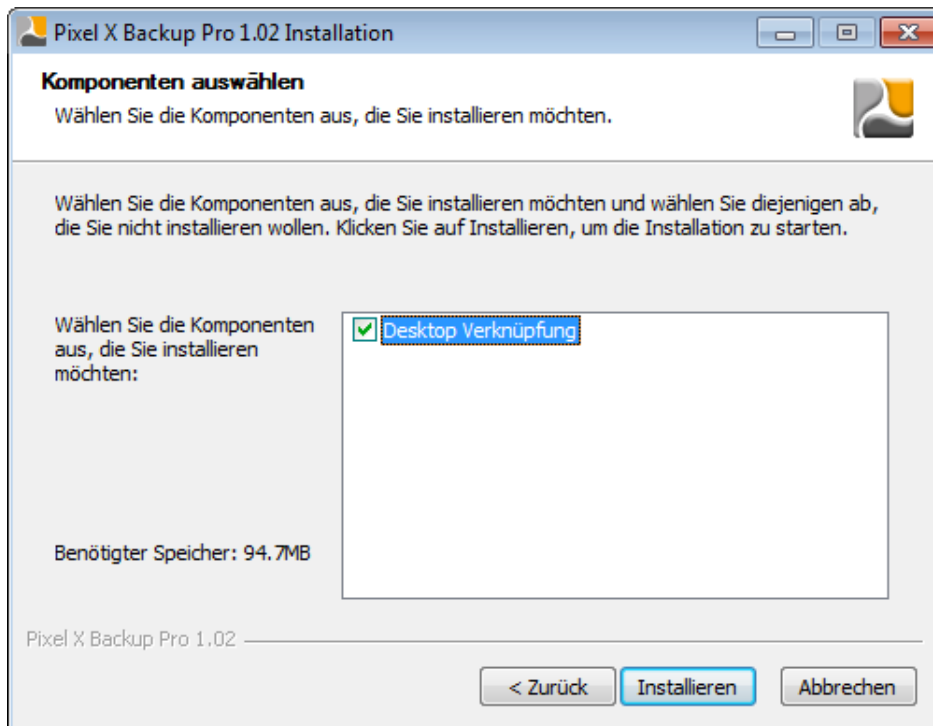 Pixel X Backup Pro 1.02 Installation
Komponenten auswählen
Wählen Sie die Komponenten aus, die Sie installieren möchten.
Wählen Sie die Komponenten aus, die Sie installieren möchten und wählen Sie diejenigen ab,
die Sie nicht installieren wollen. Klicken Sie auf Installieren, um die Installation zu starten.
Wählen Sie die Komponenten
aus, die Sie installieren
möchten:
Desktop Verknüpfung
Benötigter Speicher: 94.7MB
Pixel X Backup Pro 1.02
< Zurück
Installieren
Abbrechen